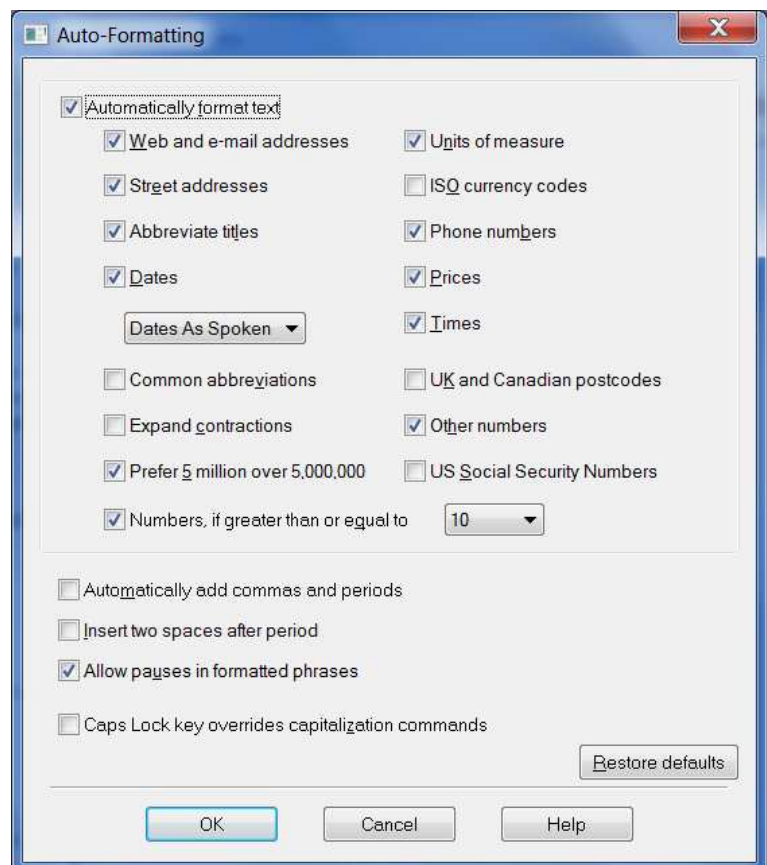 Auto-Formatting
Automatically format text
Web and e-mail addresses
Units of measure
Street addresses
ISO currency codes
Abbreviate titles
Phone numbers
Dates
Prices
Dates As Spoken
Times
Common abbreviations
UK and Canadian postcodes
Expand contractions
Other numbers
Prefer 5 million over 5,000,000
US Social Security Numbers
Numbers, if greater than or equal to 10
Automatically add commas and periods
Insert two spaces after period
Allow pauses in formatted phrases
Caps Lock key overrides capitalization commands
Restore defaults
OK Cancel Help